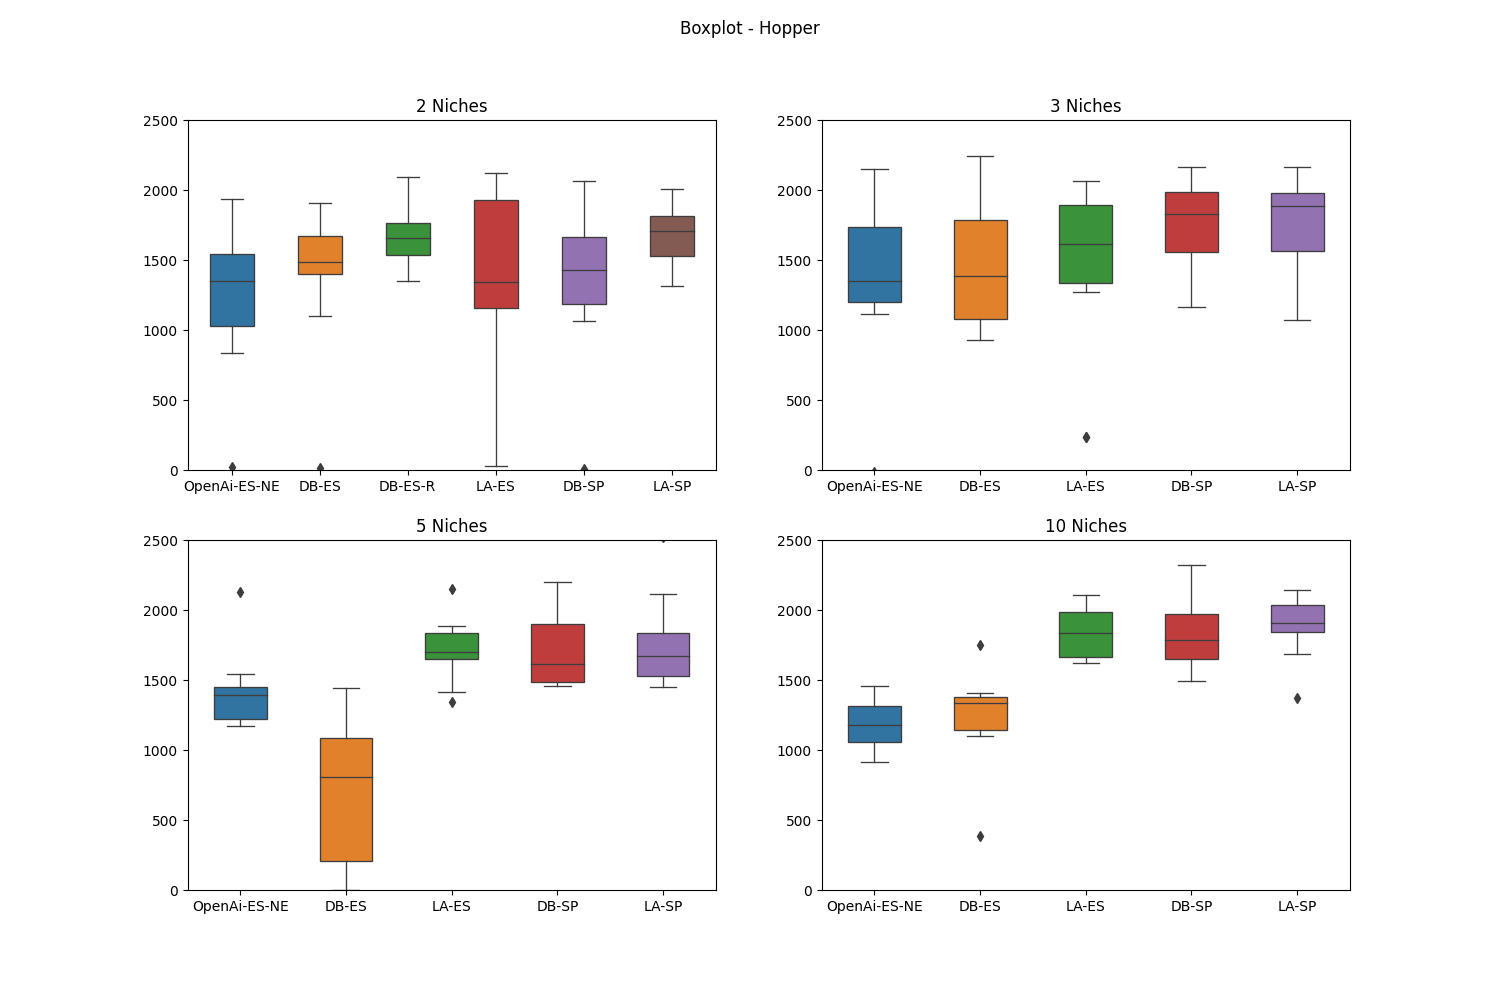 Boxplot - Hopper
2 Niches
2500
2000
1500
1000
500
0
OpenAi-ES-NE DB-ES DB-ES-R LA-ES DB-SP LA-SP
3 Niches
2500
2000
1500
1000
500
0
OpenAi-ES-NE DB-ES LA-ES DB-SP LA-SP
5 Niches
2500
2000
1500
1000
500
0
OpenAi-ES-NE DB-ES LA-ES DB-SP LA-SP
10 Niches
2500
2000
1500
1000
500
0
OpenAi-ES-NE DB-ES LA-ES DB-SP LA-SP